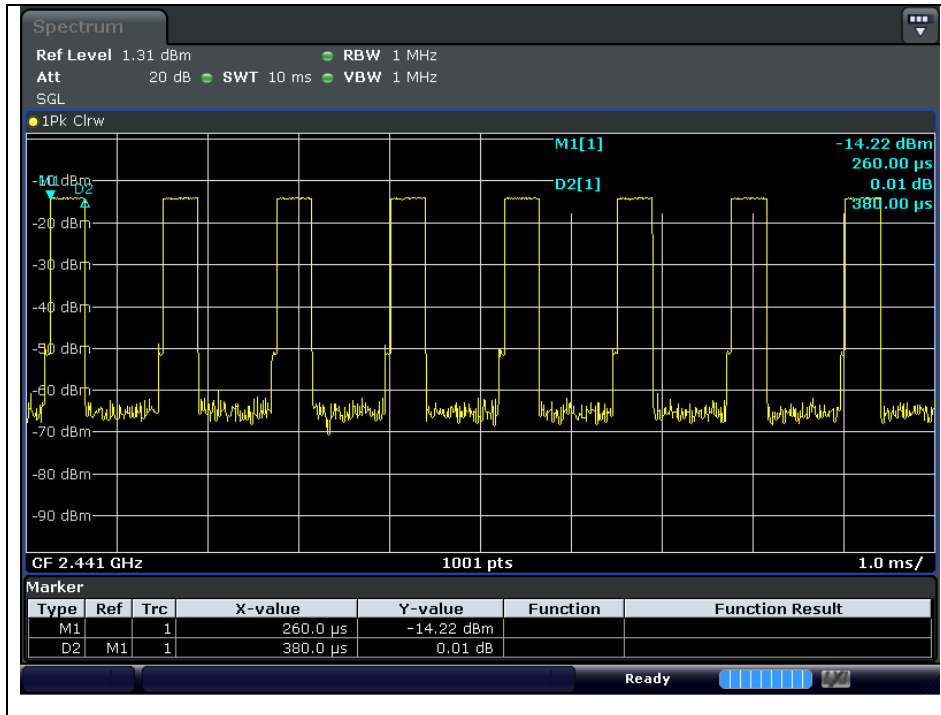 Spectrum
Ref Level 1.31 dBm RBW 1 MHz
Att 20 dB SWT 10 ms VBW 1 MHz
SGL
1Pk Clrw
M1[1] -14.22 dBm
260.00 µs
D2[1] 0.01 dB
380.00 µs
M1
D2
-10 dBm
-20 dBm
-30 dBm
-40 dBm
-50 dBm
-60 dBm
-70 dBm
-80 dBm
-90 dBm
CF 2.441 GHz 1001 pts 1.0 ms/
Marker
Type Ref Trc X-value Y-value Function Function Result
M1 1 260.0 µs -14.22 dBm
D2 M1 1 380.0 µs 0.01 dB
Ready